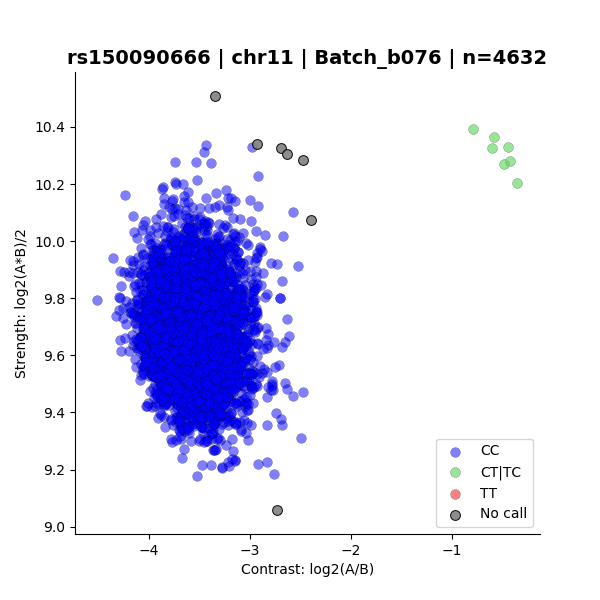 rs150090666 | chr11 | Batch_b076 | n=4632
Strength: log2(A*B)/2
10.4
10.2
10.0
9.8
9.6
9.4
9.2
9.0
−4
−3
−2
−1
Contrast: log2(A/B)
CC
CT|TC
TT
No call